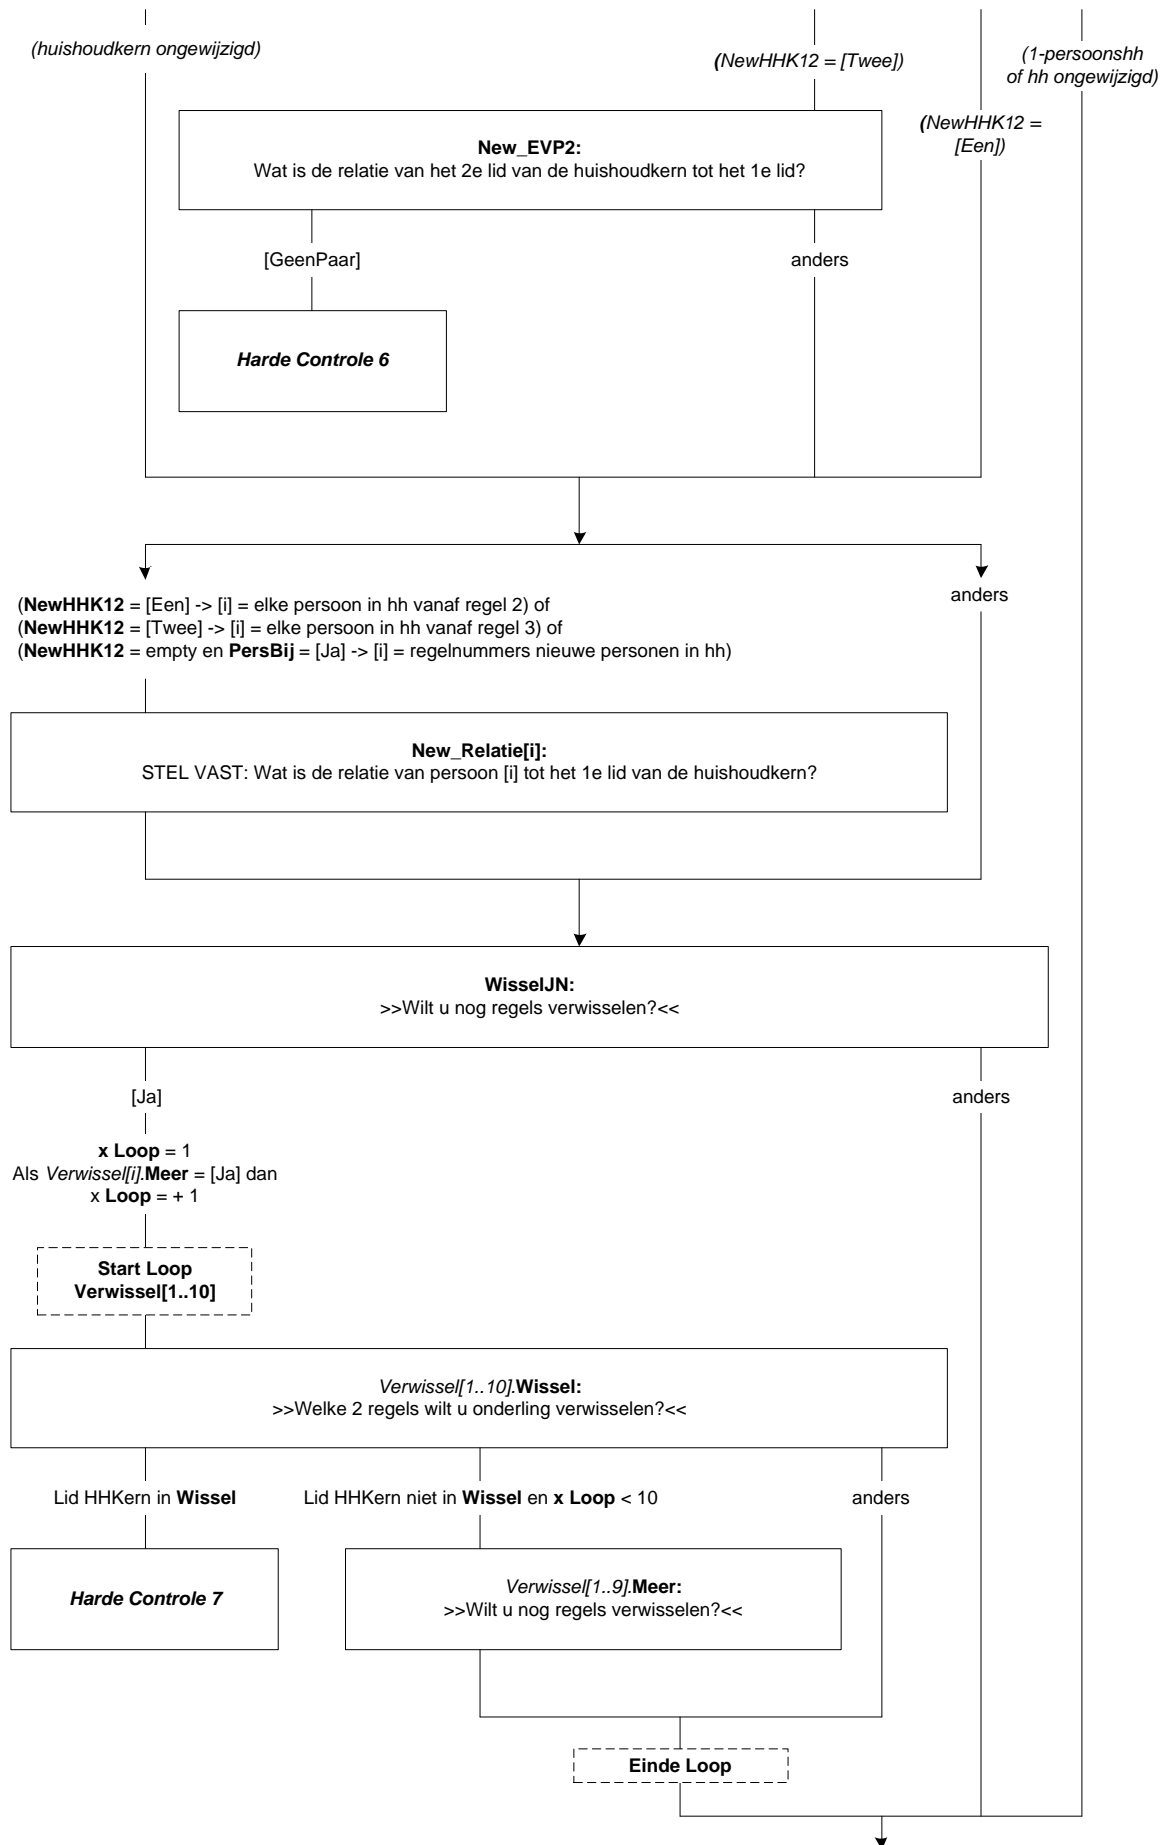 (huishoudkern ongewijzigd)
(NewHHK12 = [Twee])
(1-persoonshh
of hh ongewijzigd)
(NewHHK12 =
[Een])
New_EVP2:
Wat is de relatie van het 2e lid van de huishoudkern tot het 1e lid?
[GeenPaar]
anders
Harde Controle 6
(NewHHK12 = [Een] -> [i] = elke persoon in hh vanaf regel 2) of
(NewHHK12 = [Twee] -> [i] = elke persoon in hh vanaf regel 3) of
(NewHHK12 = empty en PersBij = [Ja] -> [i] = regelnummers nieuwe personen in hh)
anders
New_Relatie[i]:
STEL VAST: Wat is de relatie van persoon [i] tot het 1e lid van de huishoudkern?
WisselJN:
>>Wilt u nog regels verwisselen?<<
[Ja]
anders
x Loop = 1
Als Verwissel[i].Meer = [Ja] dan
x Loop = + 1
Start Loop
Verwissel[1..10]
Verwissel[1..10].Wissel:
>>Welke 2 regels wilt u onderling verwisselen?<<
Lid HHKern in Wissel
Lid HHKern niet in Wissel en x Loop < 10
anders
Harde Controle 7
Verwissel[1..9].Meer:
>>Wilt u nog regels verwisselen?<<
Einde Loop